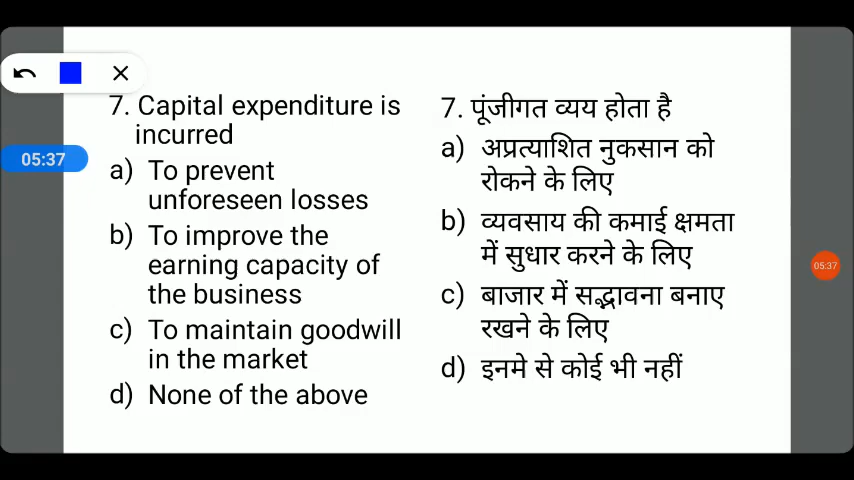 7. Capital expenditure is
incurred
a) To prevent
unforeseen losses
b) To improve the
earning capacity of
the business
c) To maintain goodwill
in the market
d) None of the above
7. पूंजीगत व्यय होता है
a) अप्रत्याशित नुकसान को
रोकने के लिए
b) व्यवसाय की कमाई क्षमता
में सुधार करने के लिए
c) बाजार में सद्भावना बनाए
रखने के लिए
d) इनमे से कोई भी नहीं
05:37
05:37